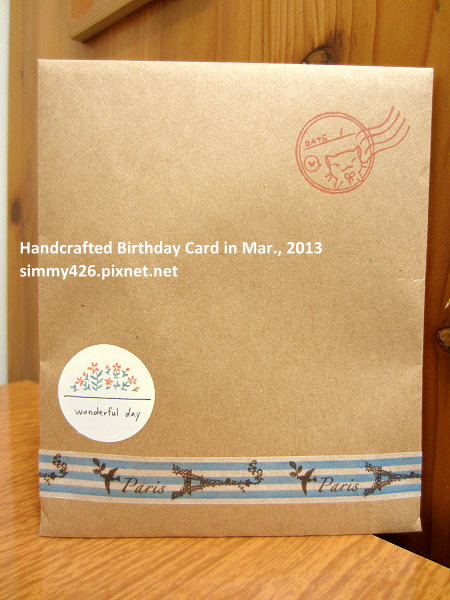 DATE
Handcrafted Birthday Card in Mar., 2013
simmy426.pixnet.net
wonderful day
Paris Paris